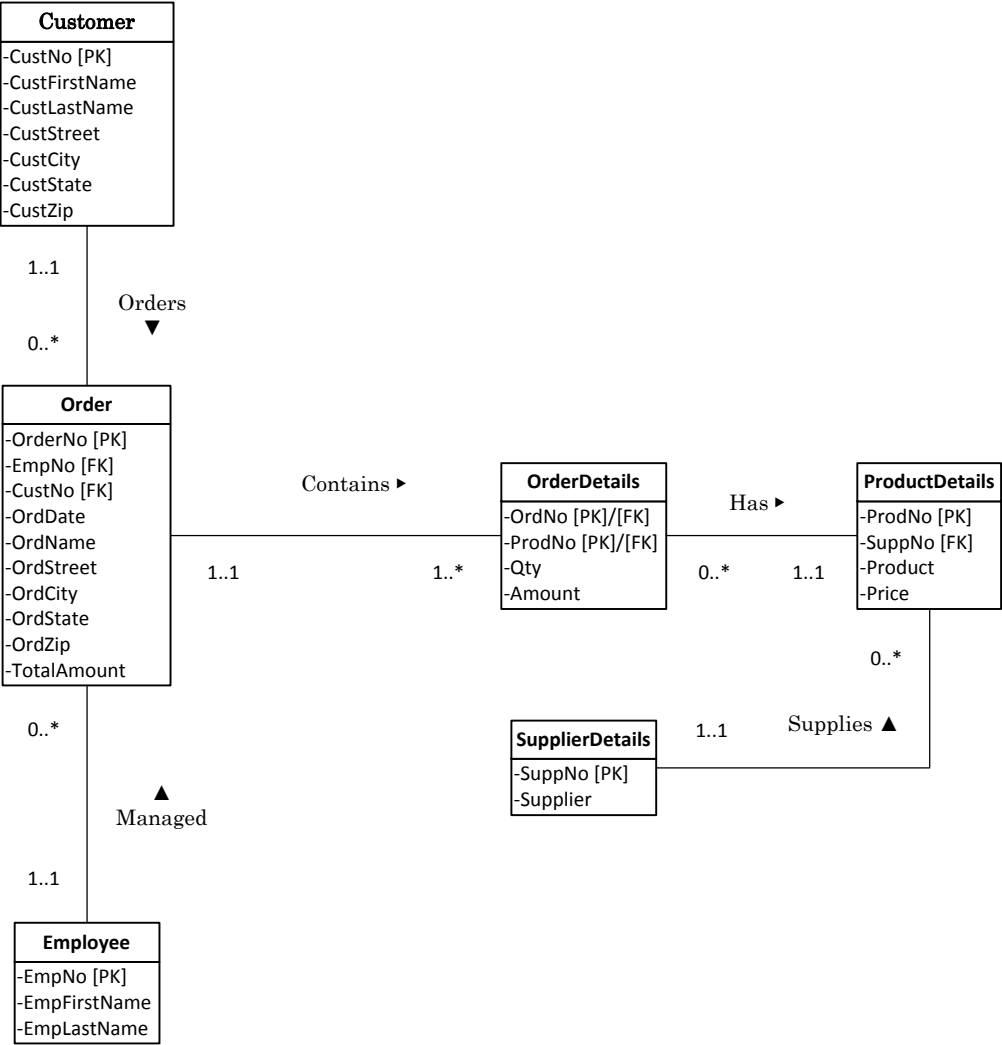 Customer
-CustNo [PK]
-CustFirstName
-CustLastName
-CustStreet
-CustCity
-CustState
-CustZip
1..1
Orders
▼
0..*
Order
-OrderNo [PK]
-EmpNo [FK]
-CustNo [FK]
-OrdDate
-OrdName
-OrdStreet
-OrdCity
-OrdState
-OrdZip
-TotalAmount
Contains ►
1..1
1..*
OrderDetails
-OrdNo [PK]/[FK]
-ProdNo [PK]/[FK]
-Qty
-Amount
Has ►
0..*
1..1
ProductDetails
-ProdNo [PK]
-SuppNo [FK]
-Product
-Price
0..*
Supplies ▲
1..1
SupplierDetails
-SuppNo [PK]
-Supplier
0..*
▲
Managed
1..1
Employee
-EmpNo [PK]
-EmpFirstName
-EmpLastName